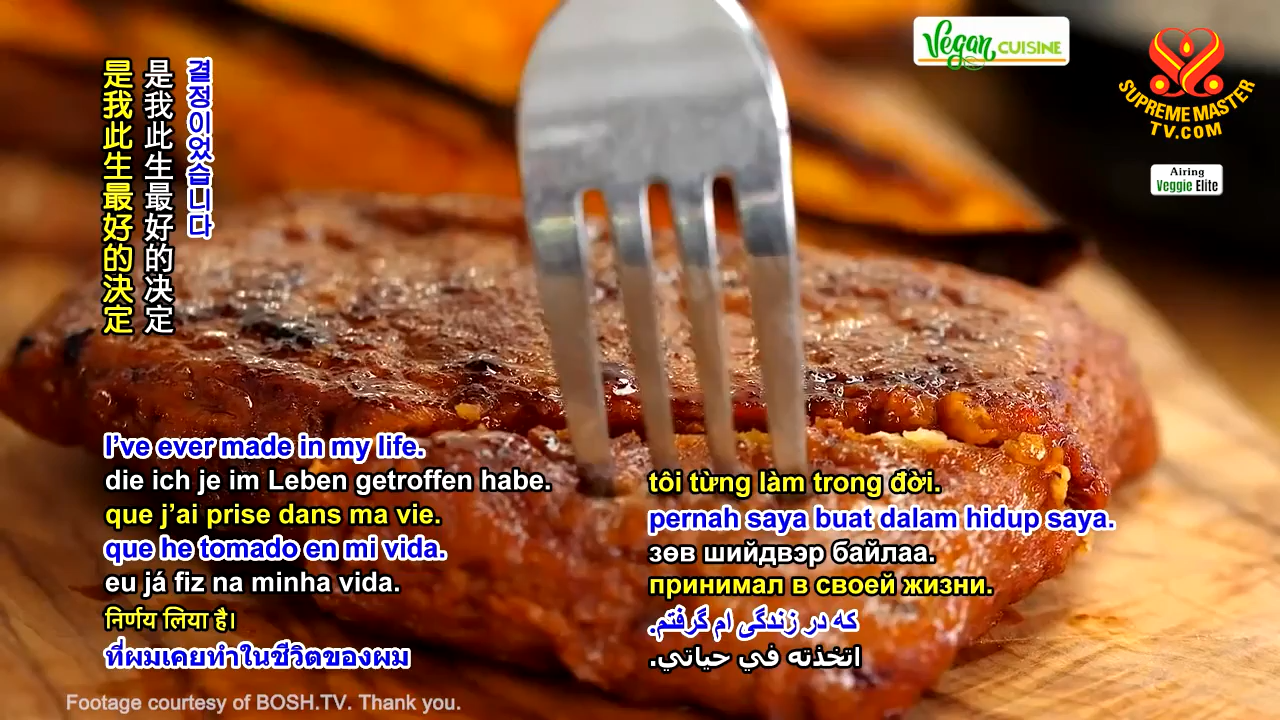 Vegan CUISINE
SUPREME MASTER
TV.COM
Airing
Veggie Elite
결정이었습니다
是我此生最好的决定
是我此生最好的決定
I've ever made in my life.
die ich je im Leben getroffen habe.
que j'ai prise dans ma vie.
que he tomado en mi vida.
eu já fiz na minha vida.
निर्णय लिया है।
ที่ผมเคยทำในชีวิตของผม
tôi từng làm trong đời.
pernah saya buat dalam hidup saya.
зөв шийдвэр байлаа.
принимал в своей жизни.
که در زندگی ام گرفتم.
اتخذته في حياتي.
Footage courtesy of BOSH.TV. Thank you.